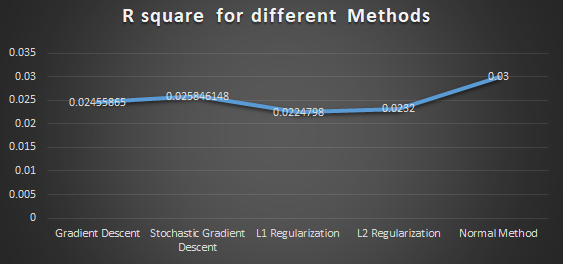 R square for different Methods
0.035
0.03
0.025
0.02
0.015
0.01
0.005
0
0.02455865
0.025846148
0.0224798
0.0232
0.03
Gradient Descent
Stochastic Gradient
Descent
L1 Regularization
L2 Regularization
Normal Method